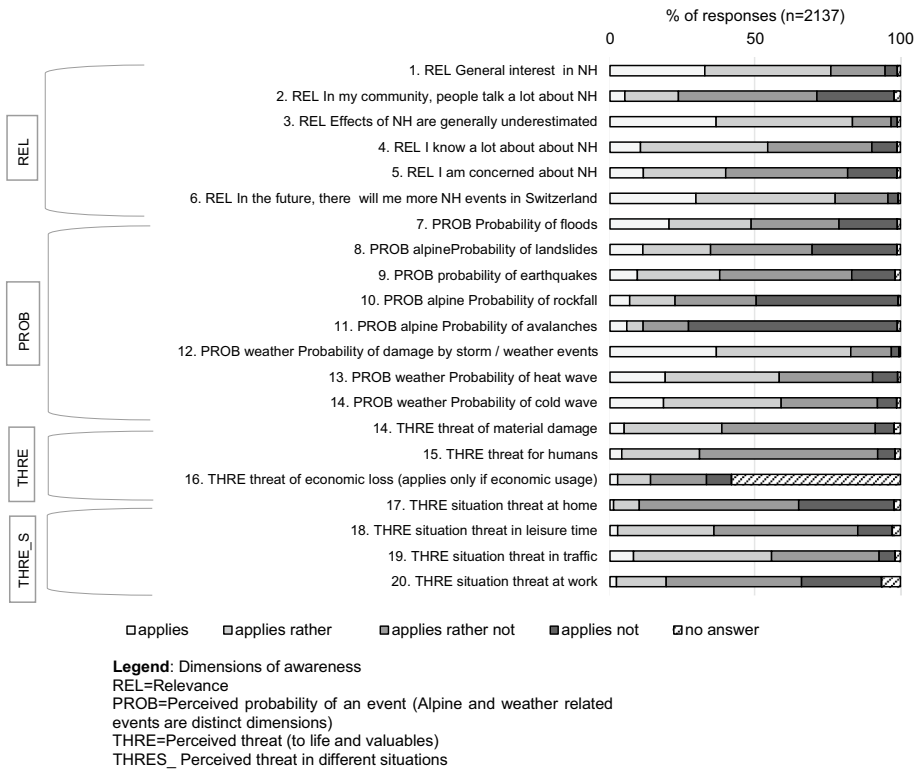 % of responses (n=2137)
0 50 100
REL
1. REL General interest in NH
2. REL In my community, people talk a lot about NH
3. REL Effects of NH are generally underestimated
4. REL I know a lot about about NH
5. REL I am concerned about NH
6. REL In the future, there will me more NH events in Switzerland
PROB
7. PROB Probability of floods
8. PROB alpineProbability of landslides
9. PROB probability of earthquakes
10. PROB alpine Probability of rockfall
11. PROB alpine Probability of avalanches
12. PROB weather Probability of damage by storm / weather events
13. PROB weather Probability of heat wave
14. PROB weather Probability of cold wave
THRE
14. THRE threat of material damage
15. THRE threat for humans
16. THRE threat of economic loss (applies only if economic usage)
THRE_S
17. THRE situation threat at home
18. THRE situation threat in leisure time
19. THRE situation threat in traffic
20. THRE situation threat at work
applies applies rather applies rather not applies not no answer
Legend: Dimensions of awareness
REL=Relevance
PROB=Perceived probability of an event (Alpine and weather related
events are distinct dimensions)
THRE=Perceived threat (to life and valuables)
THRES_ Perceived threat in different situations